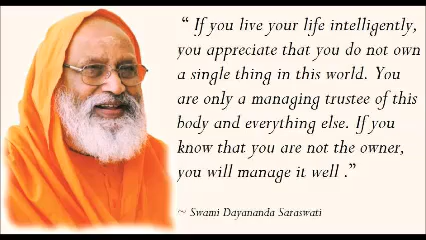 “ If you live your life intelligently,
you appreciate that you do not own
a single thing in this world. You
are only a managing trustee of this
body and everything else. If you
know that you are not the owner,
you will manage it well .”
~ Swami Dayananda Saraswati